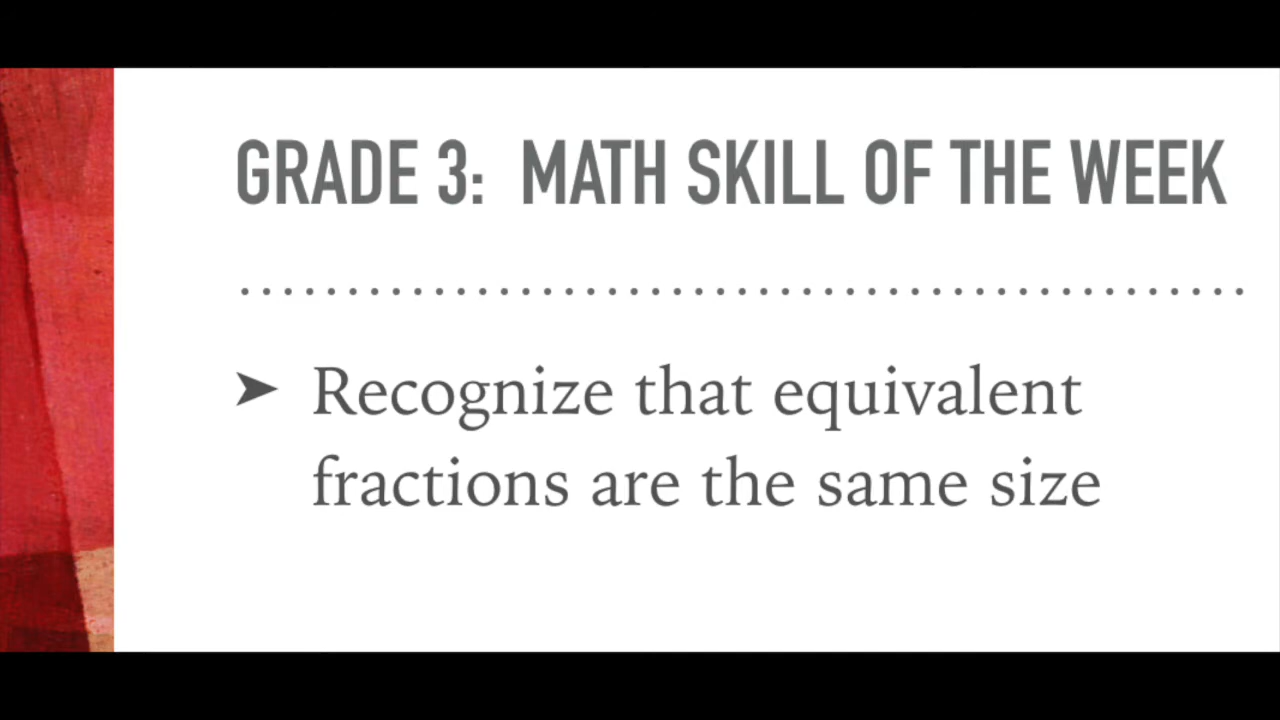 GRADE 3: MATH SKILL OF THE WEEK
➤ Recognize that equivalent
fractions are the same size